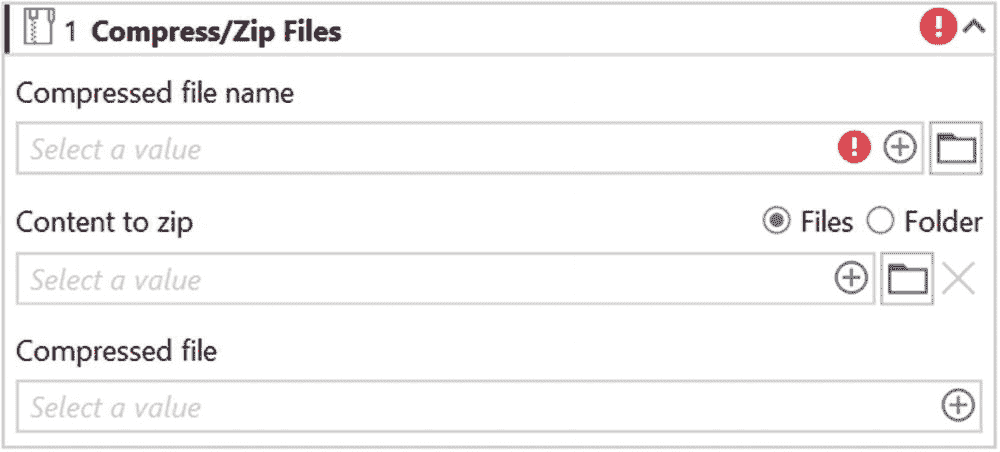 1 Compress/Zip Files
Compressed file name
Select a value
Content to zip Files Folder
Select a value
Compressed file
Select a value